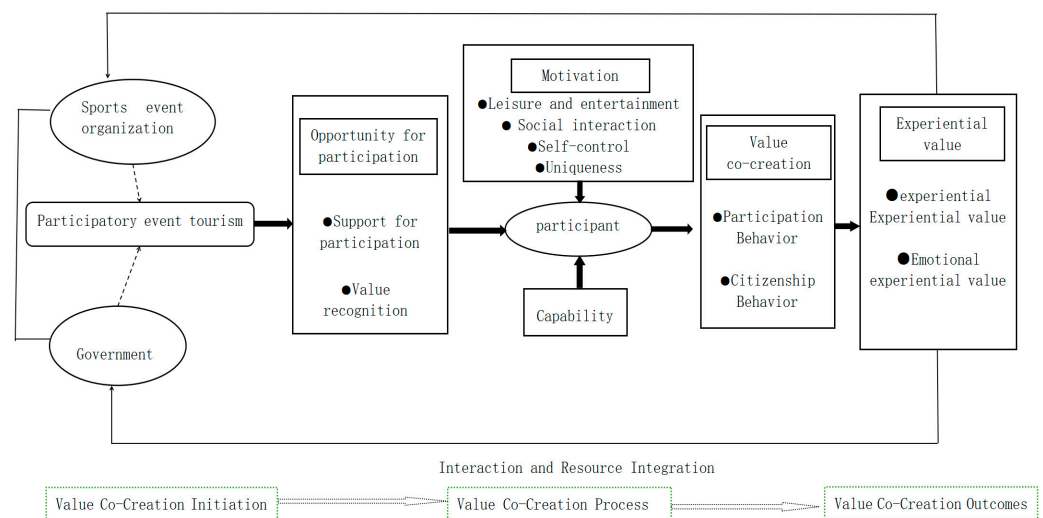 Sports event
organization
Participatory event tourism
Government
Opportunity for
participation
●Support for
participation
●Value
recognition
Motivation
●Leisure and entertainment
● Social interaction
●Self-control
●Uniqueness
participant
Capability
Value
co-creation
●Participation
Behavior
●Citizenship
Behavior
Experiential
value
●experiential
Experiential value
●Emotional
experiential value
Interaction and Resource Integration
Value Co-Creation Initiation
Value Co-Creation Process
Value Co-Creation Outcomes